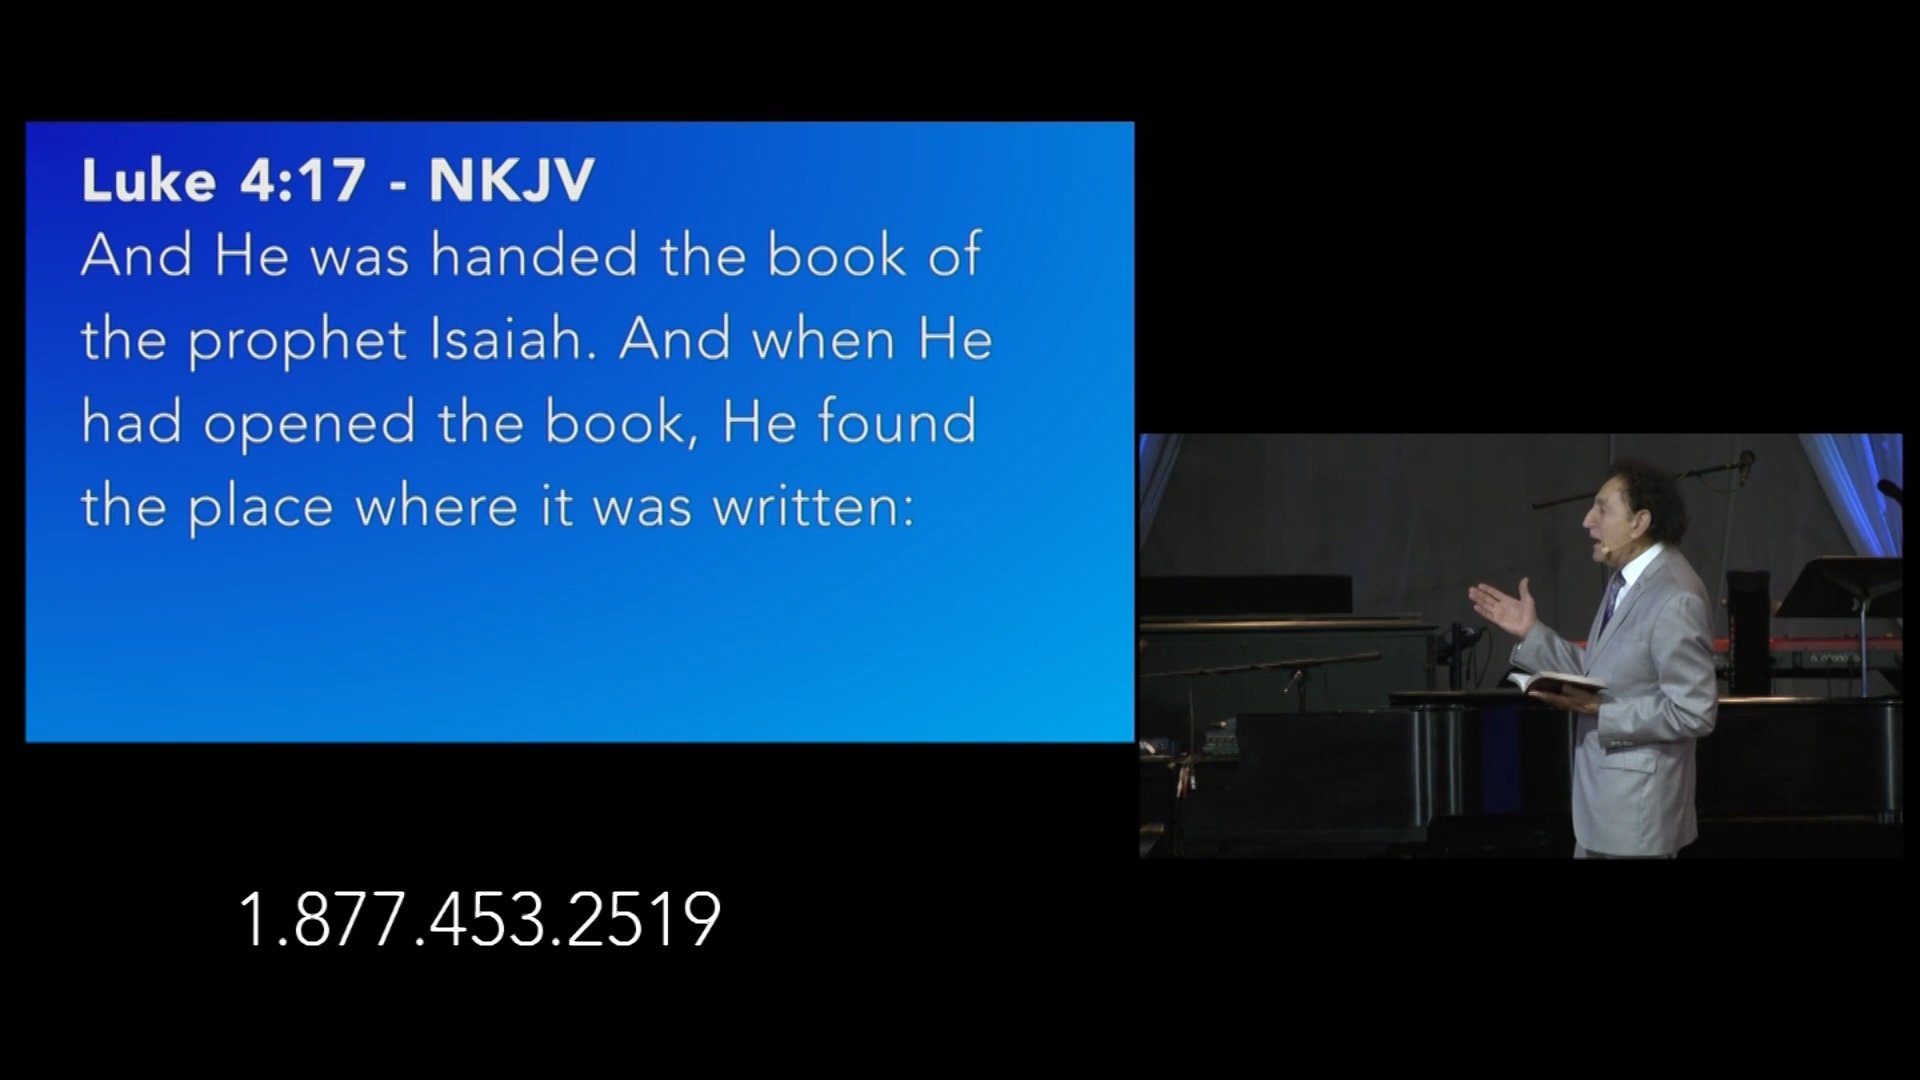 Luke 4:17 - NKJV
And He was handed the book of
the prophet Isaiah. And when He
had opened the book, He found
the place where it was written:
1.877.453.2519